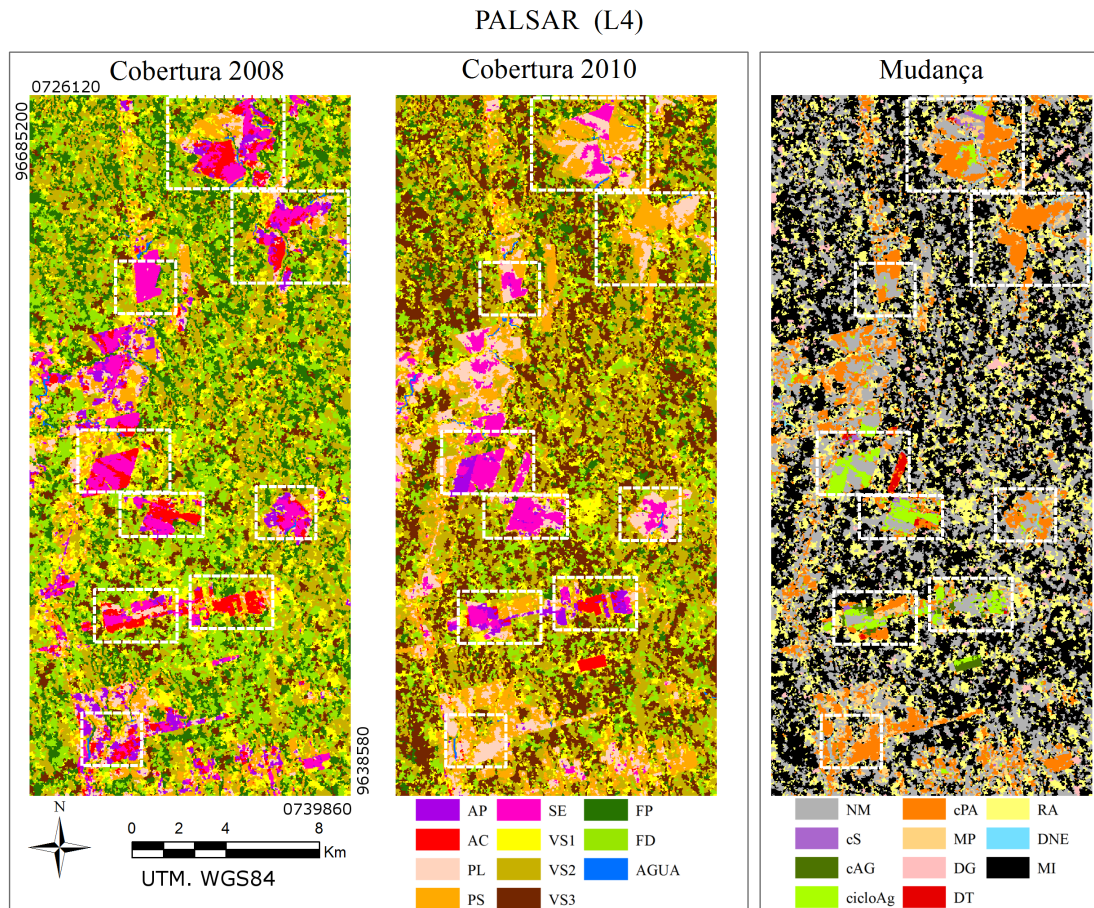 PALSAR (L4)
Cobertura 2008
Cobertura 2010
Mudança
0726120
96685200
9638580
0739860
N
0 2 4 8
Km
UTM. WGS84
AP SE FP
AC VS1 FD
PL VS2 AGUA
PS VS3
NM cPA RA
cS MP DNE
cAG DG MI
cicloAg DT